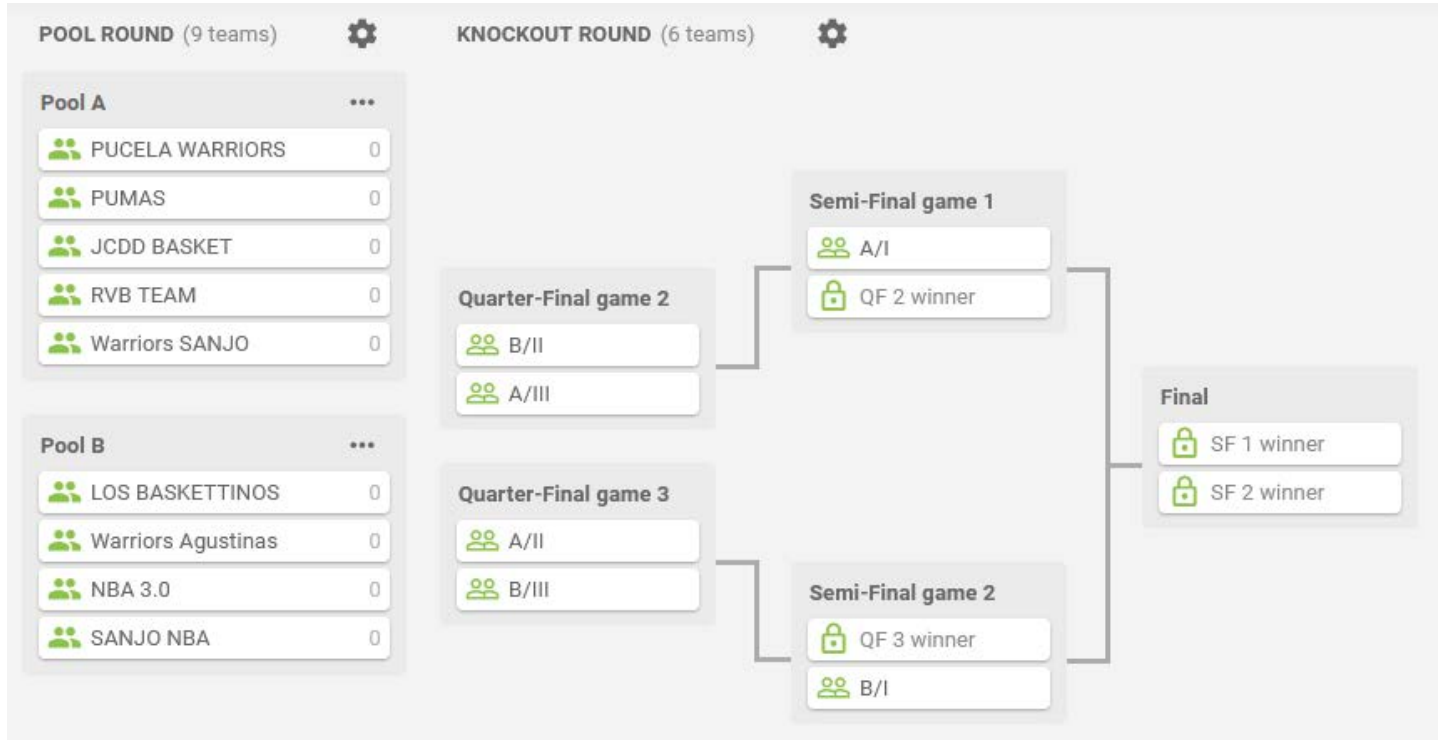 POOL ROUND (9 teams)
KNOCKOUT ROUND (6 teams)
Pool A
PUCELA WARRIORS 0
PUMAS 0
JCDD BASKET 0
RVB TEAM 0
Warriors SANJO 0
Pool B
LOS BASKETTINOS 0
Warriors Agustinas 0
NBA 3.0 0
SANJO NBA 0
Quarter-Final game 2
B/II
A/III
Quarter-Final game 3
A/II
B/III
Semi-Final game 1
A/I
QF 2 winner
Semi-Final game 2
QF 3 winner
B/I
Final
SF 1 winner
SF 2 winner